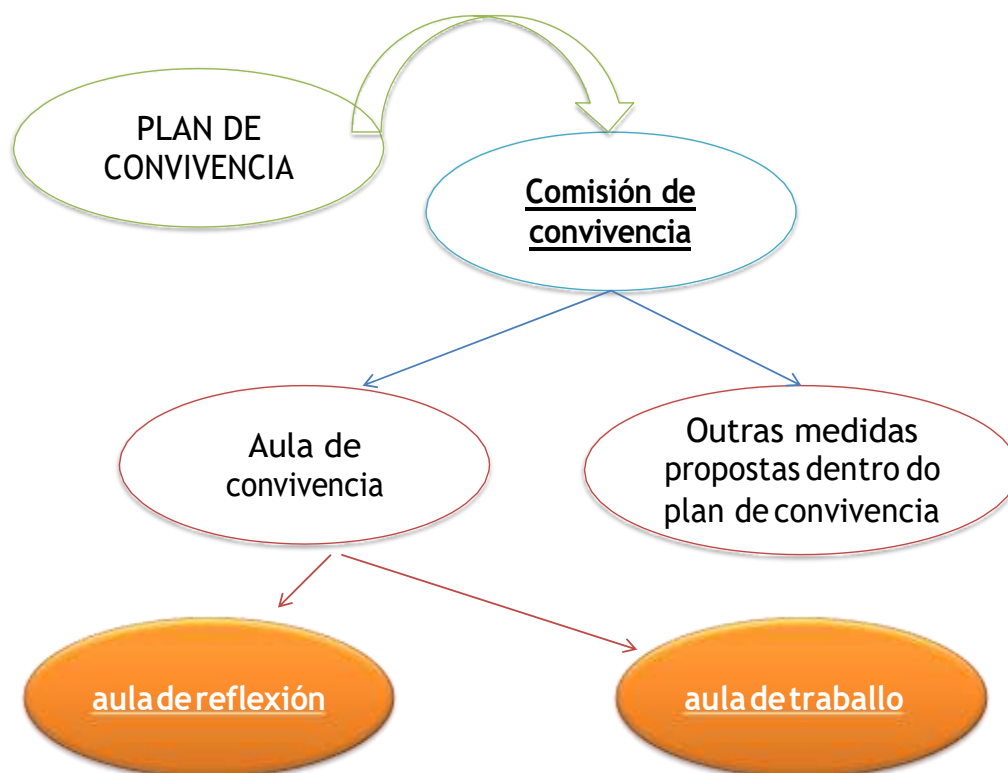 PLAN DE
CONVIVENCIA
Comisión de
convivencia
Aula de
convivencia
Outras medidas
propostas dentro do
plan de convivencia
aula de reflexión
aula de traballo